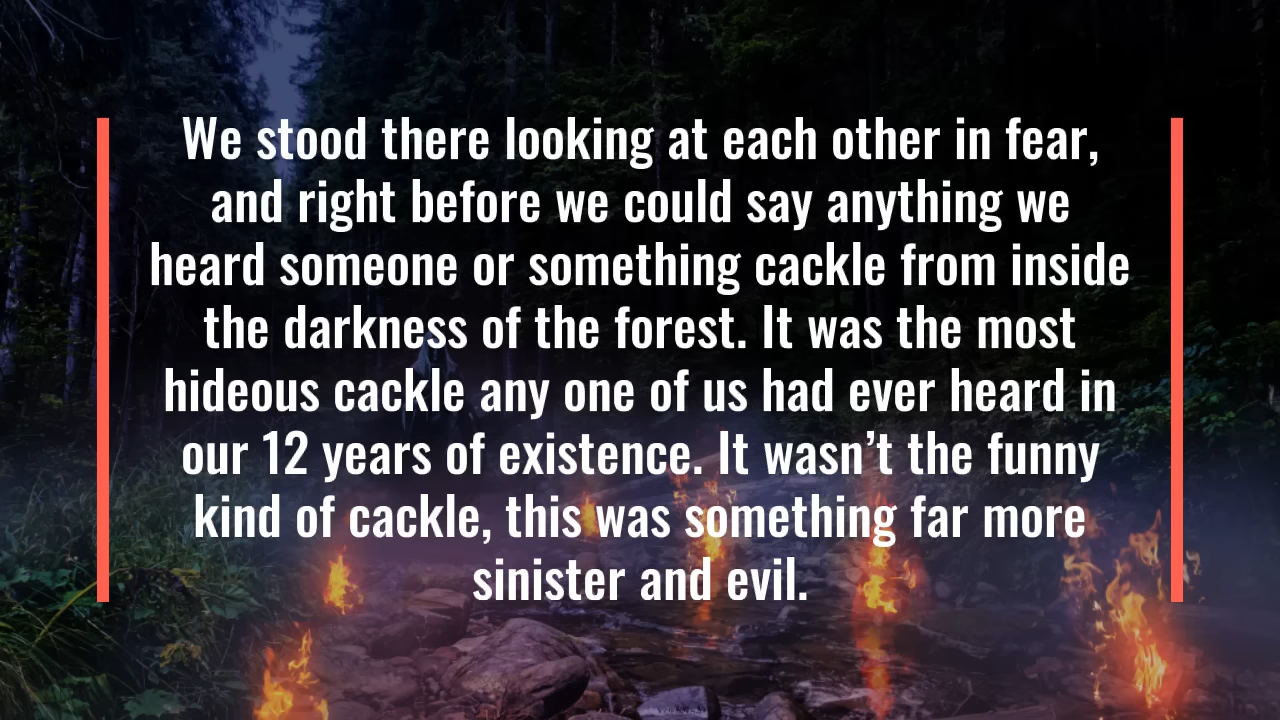 We stood there looking at each other in fear,
and right before we could say anything we
heard someone or something cackle from inside
the darkness of the forest. It was the most
hideous cackle any one of us had ever heard in
our 12 years of existence. It wasn’t the funny
kind of cackle, this was something far more
sinister and evil.